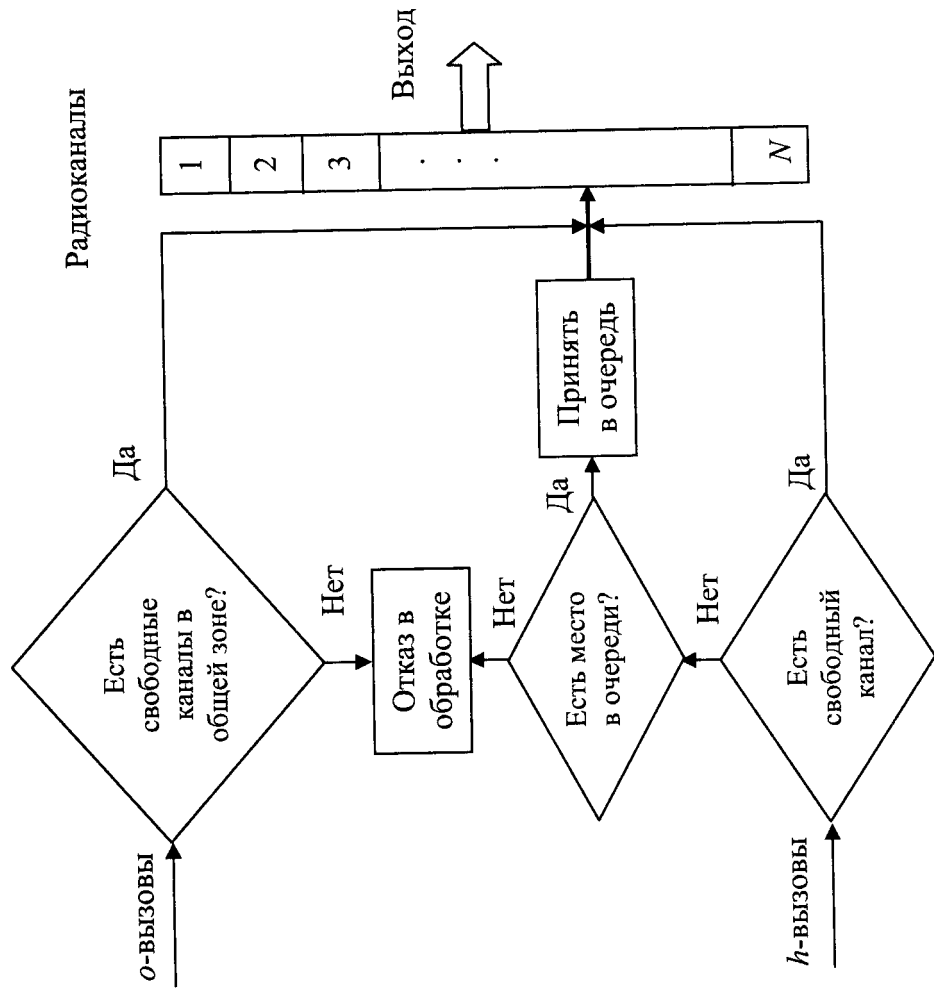 Радиоканалы
1
2
3
. . .
N
Выход
o-вызовы
Есть
свободные
каналы в
общей зоне?
Да
Нет
Отказ в
обработке
Нет
Есть место
в очереди?
Да
Принять
в очередь
Нет
h-вызовы
Есть
свободный
канал?
Да